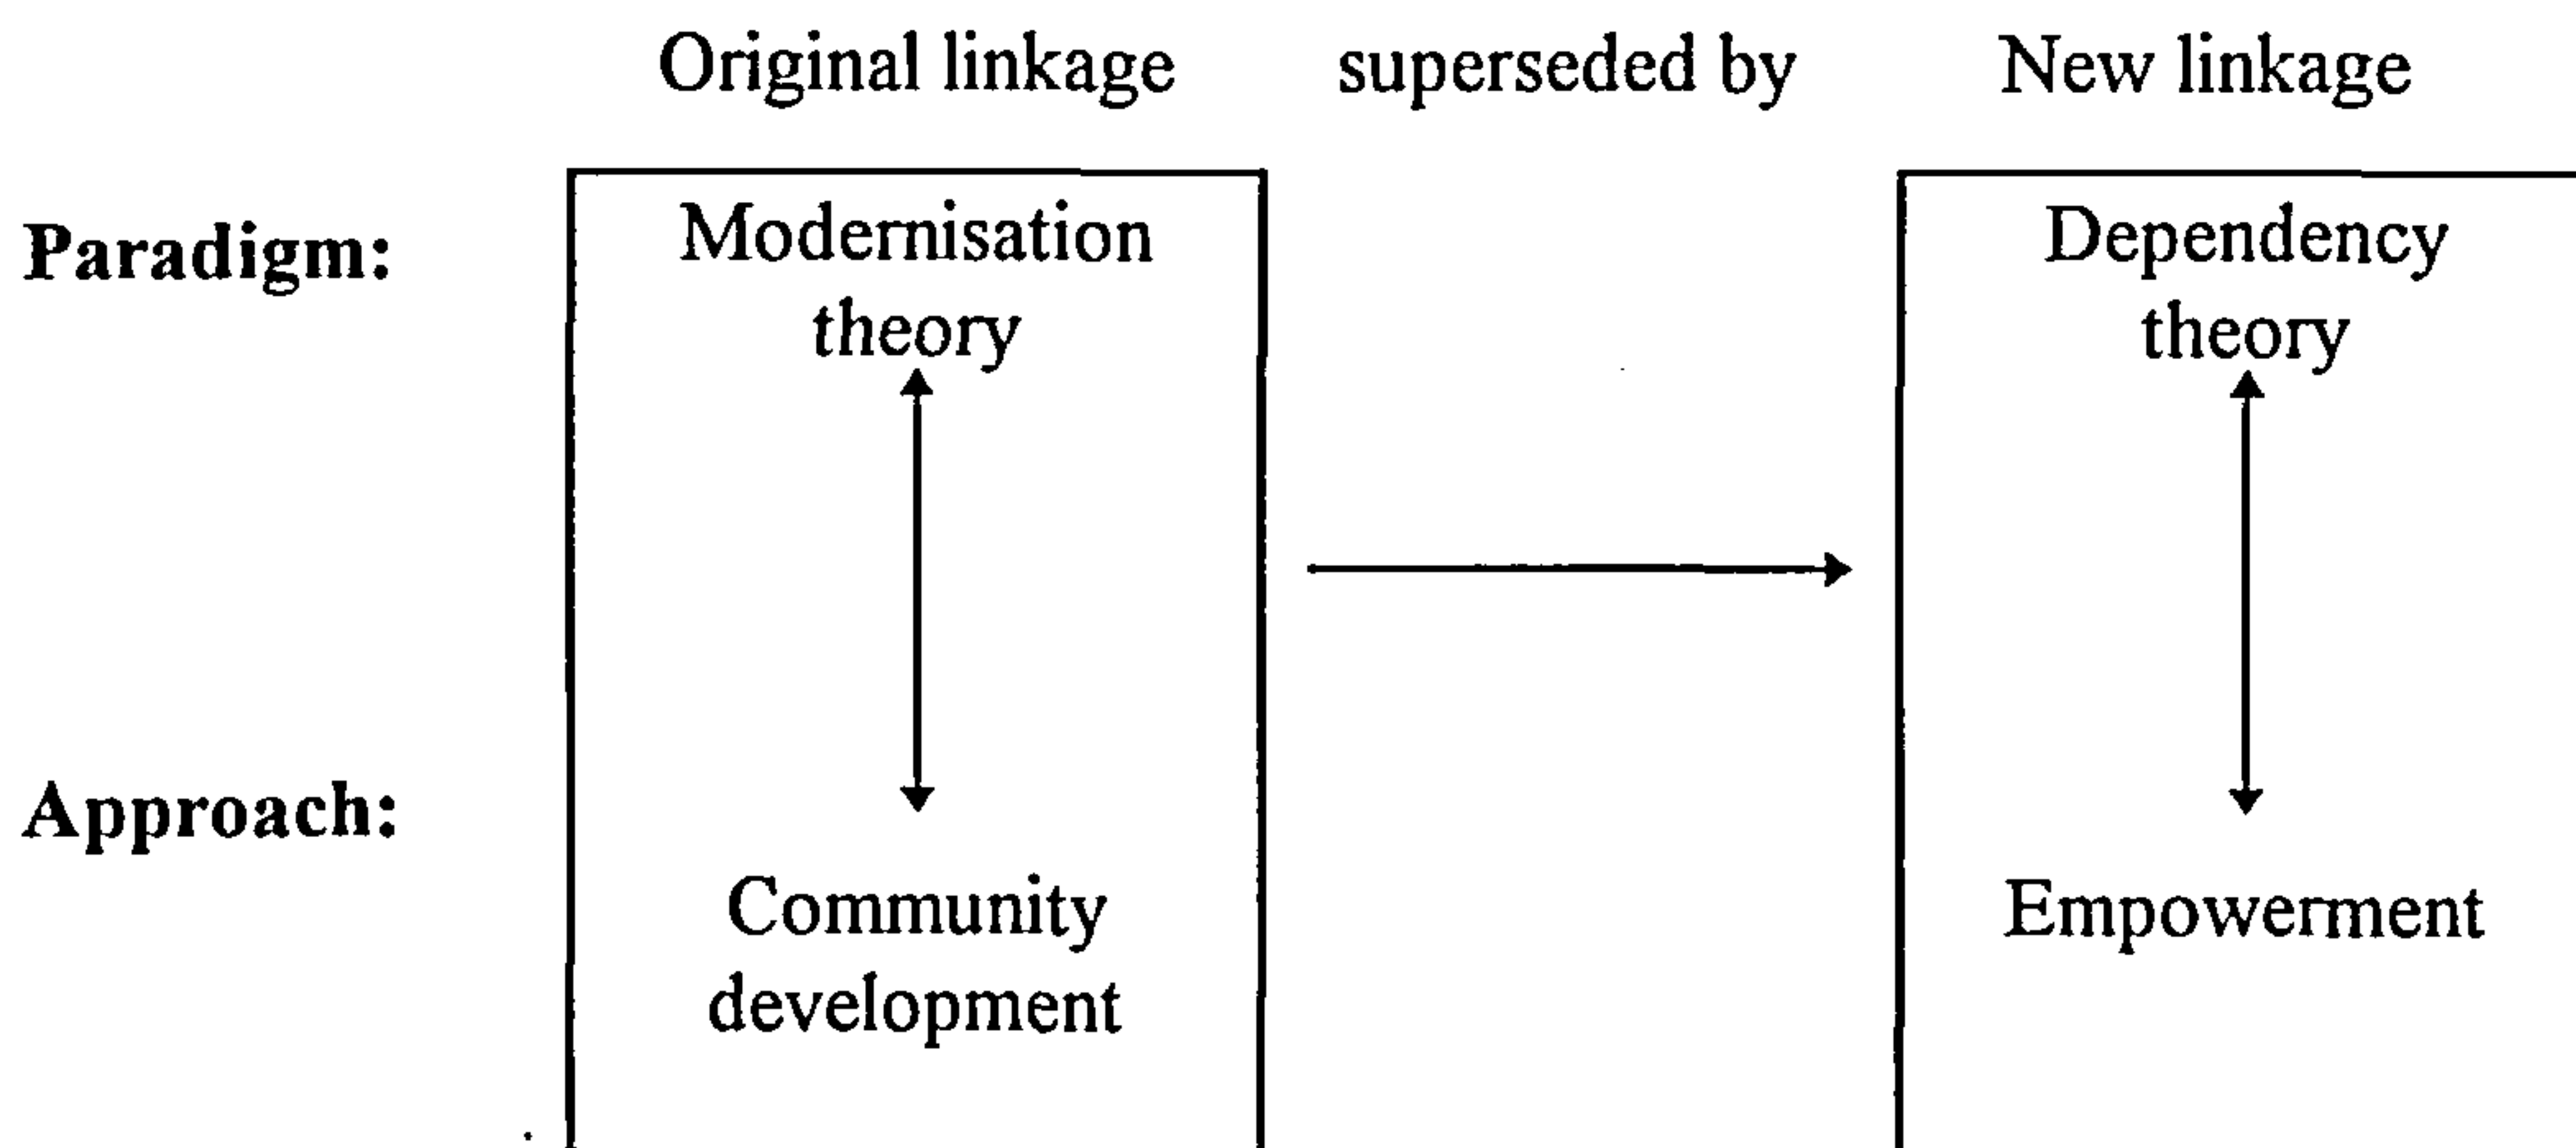 Original linkage superseded by New linkage
Paradigm: Modernisation theory Dependency theory
Approach: Community development Empowerment